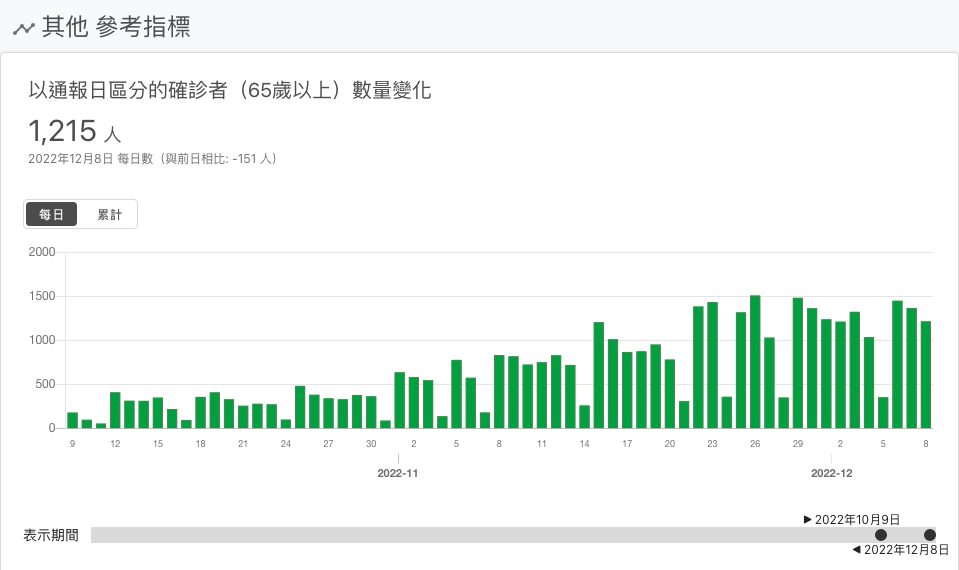 其他 參考指標
以通報日區分的確診者（65歲以上）數量變化
1,215 人
2022年12月8日 每日數（與前日相比: -151 人）
每日 累計
2000
1500
1000
500
0
9 12 15 18 21 24 27 30 2 5 8 11 14 17 20 23 26 29 2 5 8
2022-11 2022-12
▶ 2022年10月9日
表示期間
◀ 2022年12月8日